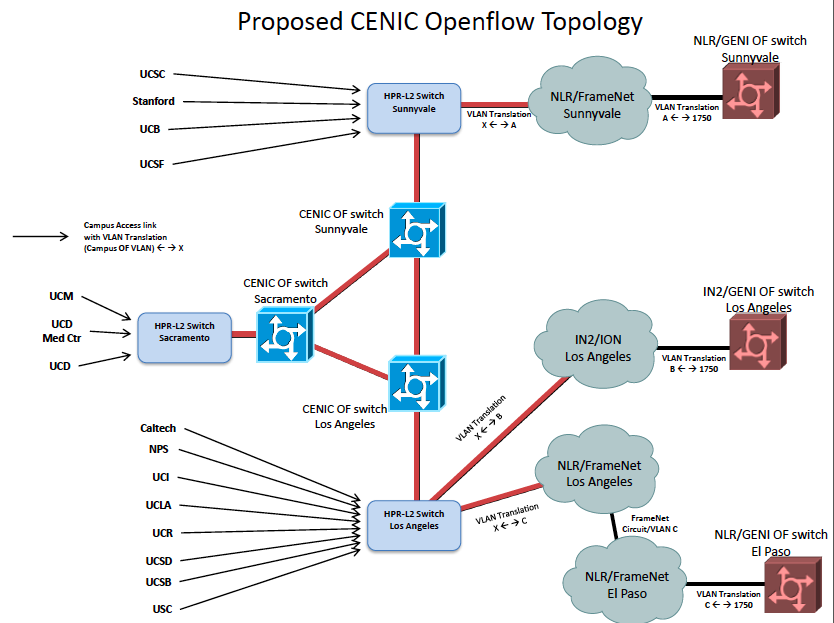 Proposed CENIC Openflow Topology
NLR/GENI OF switch
Sunnyvale
UCSC
Stanford
UCB
UCSF
HPR-L2 Switch
Sunnyvale
VLAN Translation
X ← → A
NLR/FrameNet
Sunnyvale
VLAN Translation
A ← → 1750
CENIC OF switch
Sunnyvale
Campus Access link
with VLAN Translation
(Campus OF VLAN) ← → X
CENIC OF switch
Sacramento
UCM
UCD
Med Ctr
UCD
HPR-L2 Switch
Sacramento
IN2/GENI OF switch
Los Angeles
IN2/ION
Los Angeles
VLAN Translation
B ← → 1750
CENIC OF switch
Los Angeles
VLAN Translation
X ← → B
Caltech
NPS
UCI
UCLA
UCR
UCSD
UCSB
USC
HPR-L2 Switch
Los Angeles
VLAN Translation
X ← → C
NLR/FrameNet
Los Angeles
FrameNet
Circuit/VLAN C
NLR/GENI OF switch
El Paso
NLR/FrameNet
El Paso
VLAN Translation
C ← → 1750